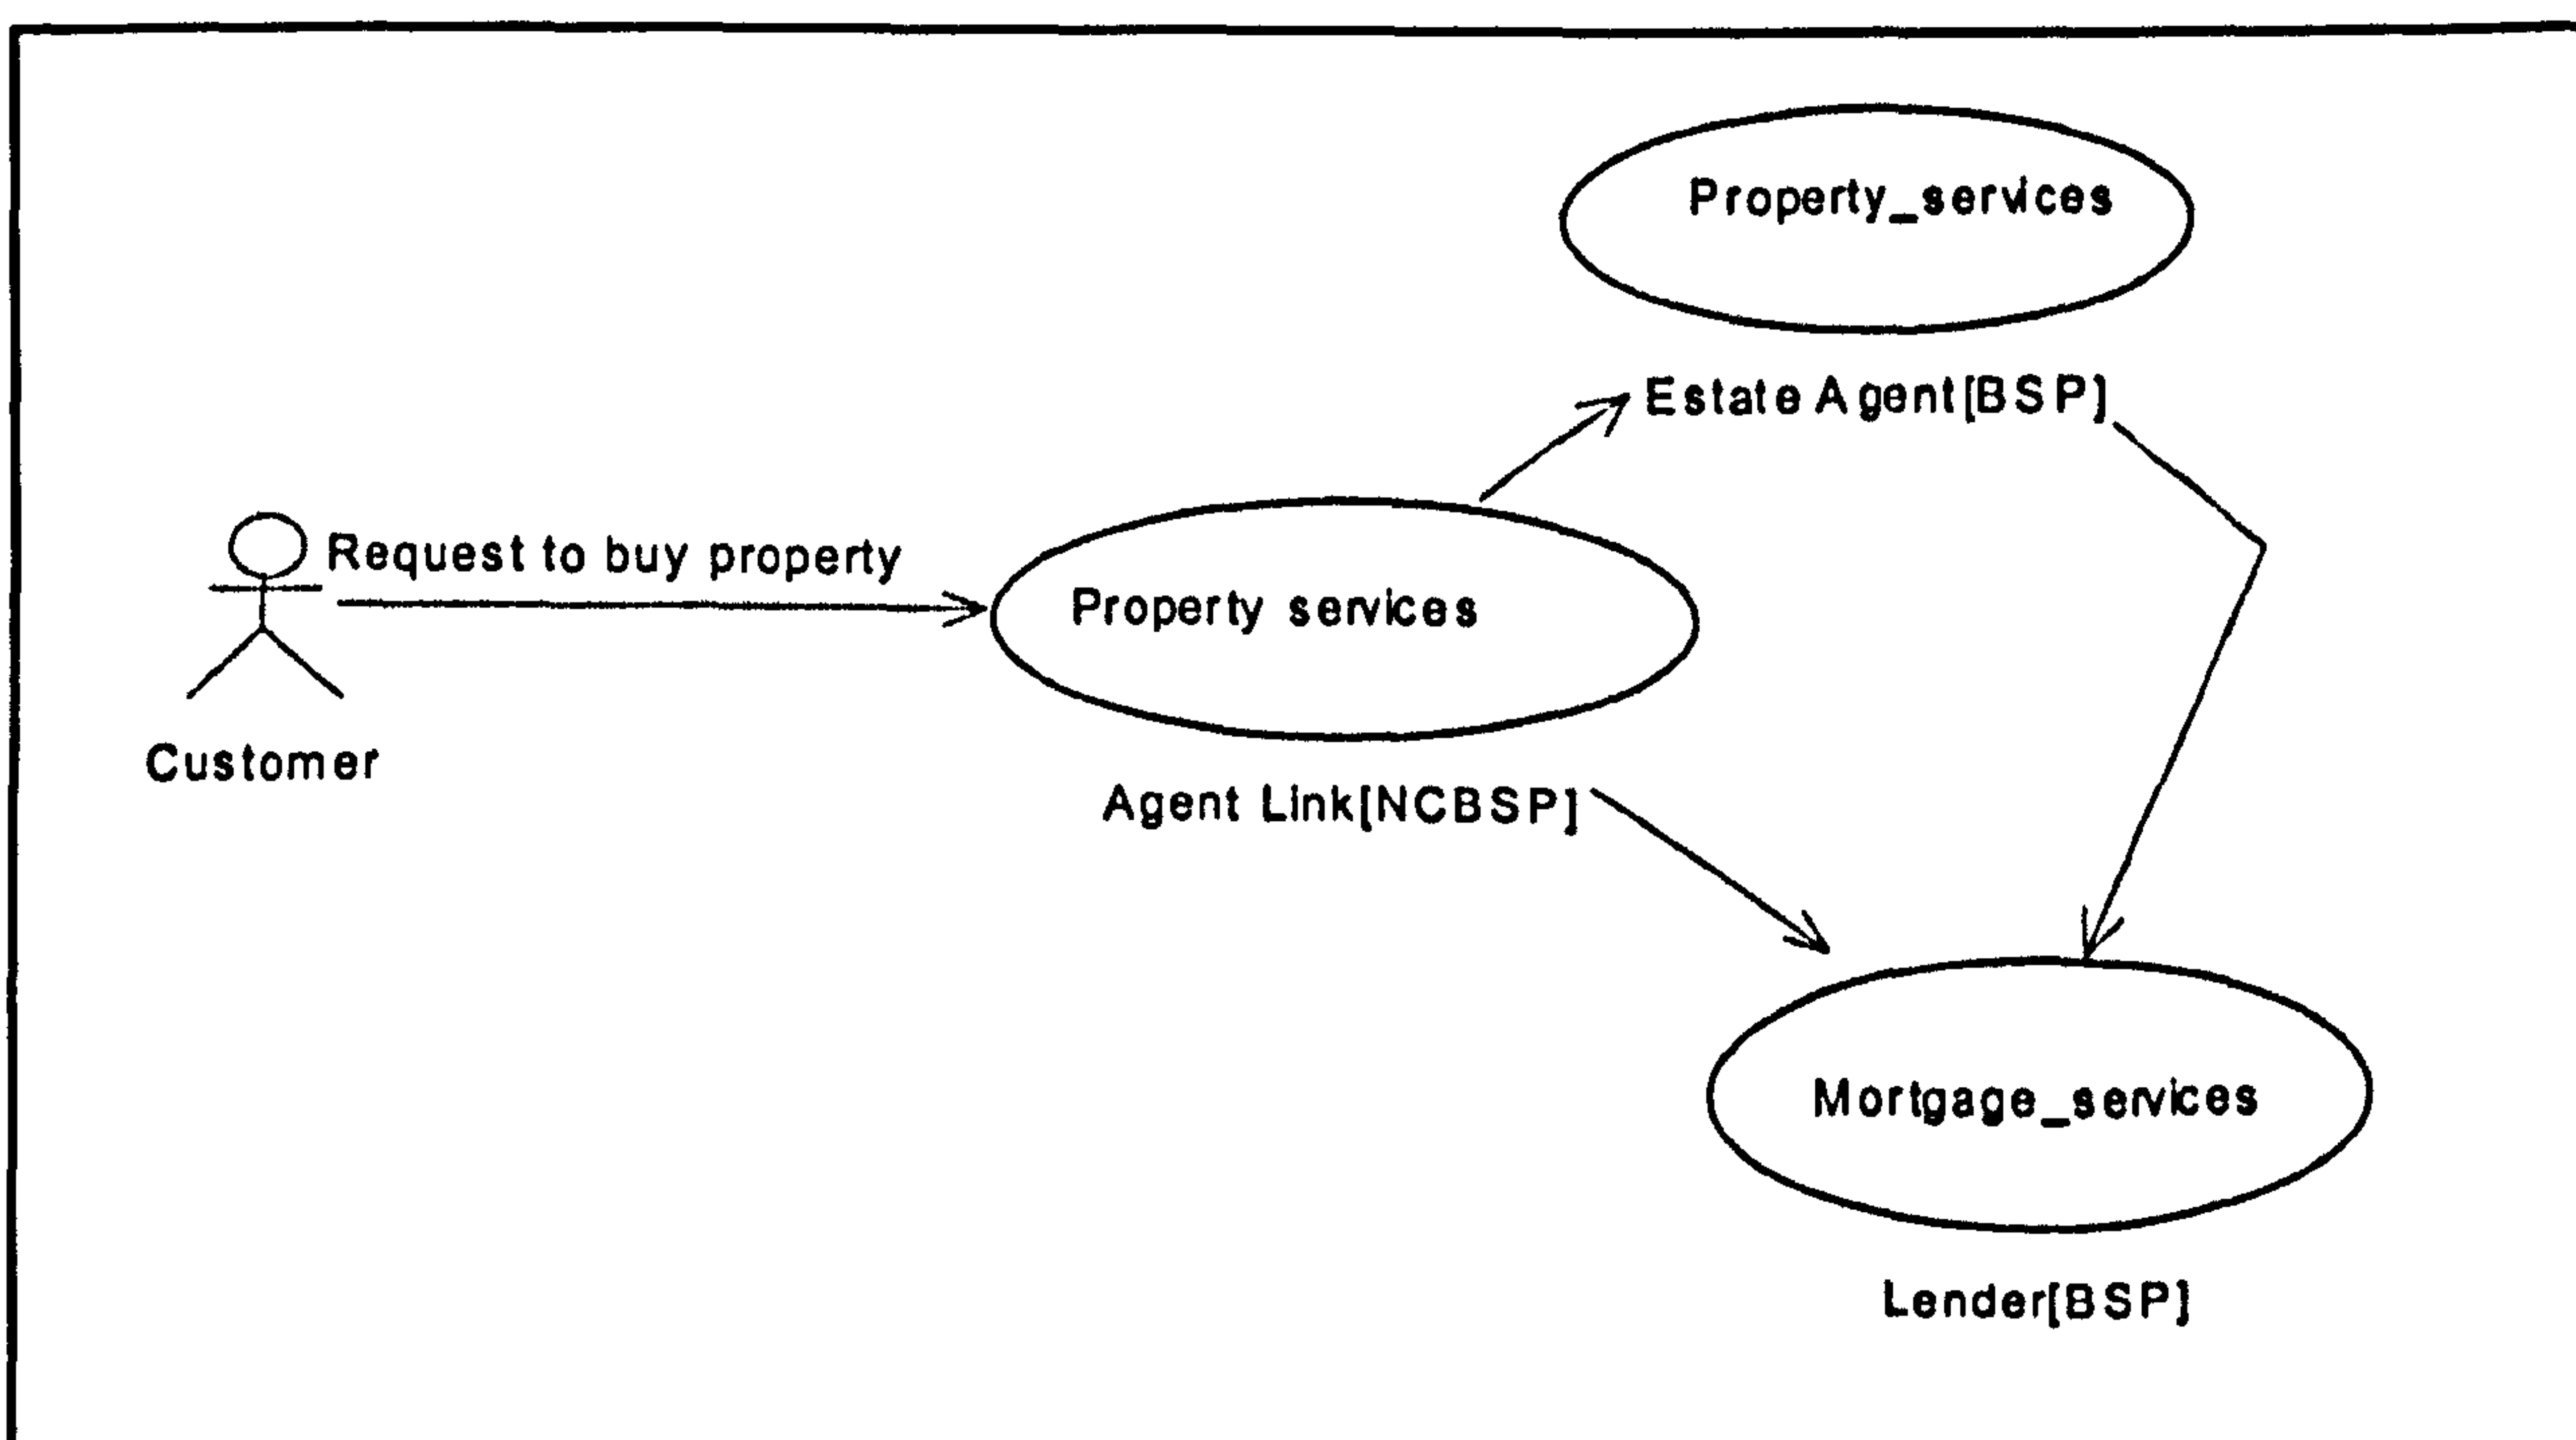 Property_services
Estate Agent[BSP]
Request to buy property
Property services
Customer
Agent Link[NCBSP]
Mortgage_services
Lender[BSP]